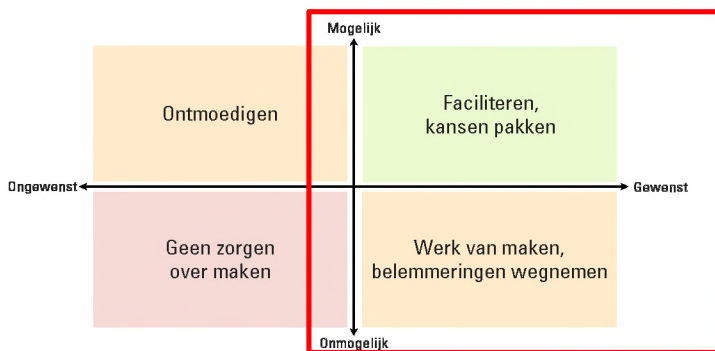 Mogelijk
Ontmoedigen
Faciliteren,
kansen pakken
Ongewenst
Gewenst
Geen zorgen
over maken
Werk van maken,
belemmeringen wegnemen
Onmogelijk